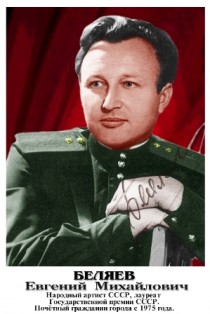 БЕЛЯЕВ
Евгений Михайлович
Народный артист СССР, лауреат
Государственной премии СССР.
Почётный гражданин города с 1975 года.